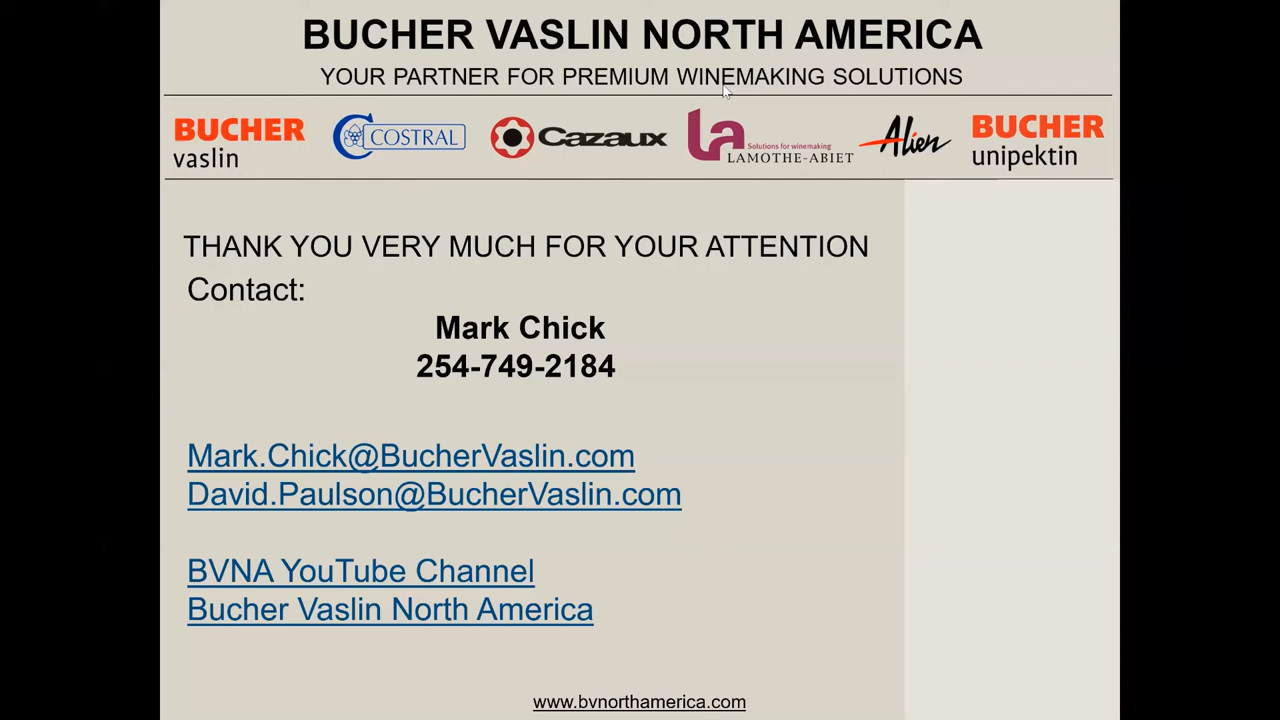 BUCHER VASLIN NORTH AMERICA
YOUR PARTNER FOR PREMIUM WINEMAKING SOLUTIONS
BUCHER
vaslin
COSTRAL
Cazaux
La
Solutions for winemaking
LAMOTHE-ABIET
Alien
BUCHER
unipektin
THANK YOU VERY MUCH FOR YOUR ATTENTION
Contact:
Mark Chick
254-749-2184
Mark.Chick@BucherVaslin.com
David.Paulson@BucherVaslin.com
BVNA YouTube Channel
Bucher Vaslin North America
www.bvnorthamerica.com